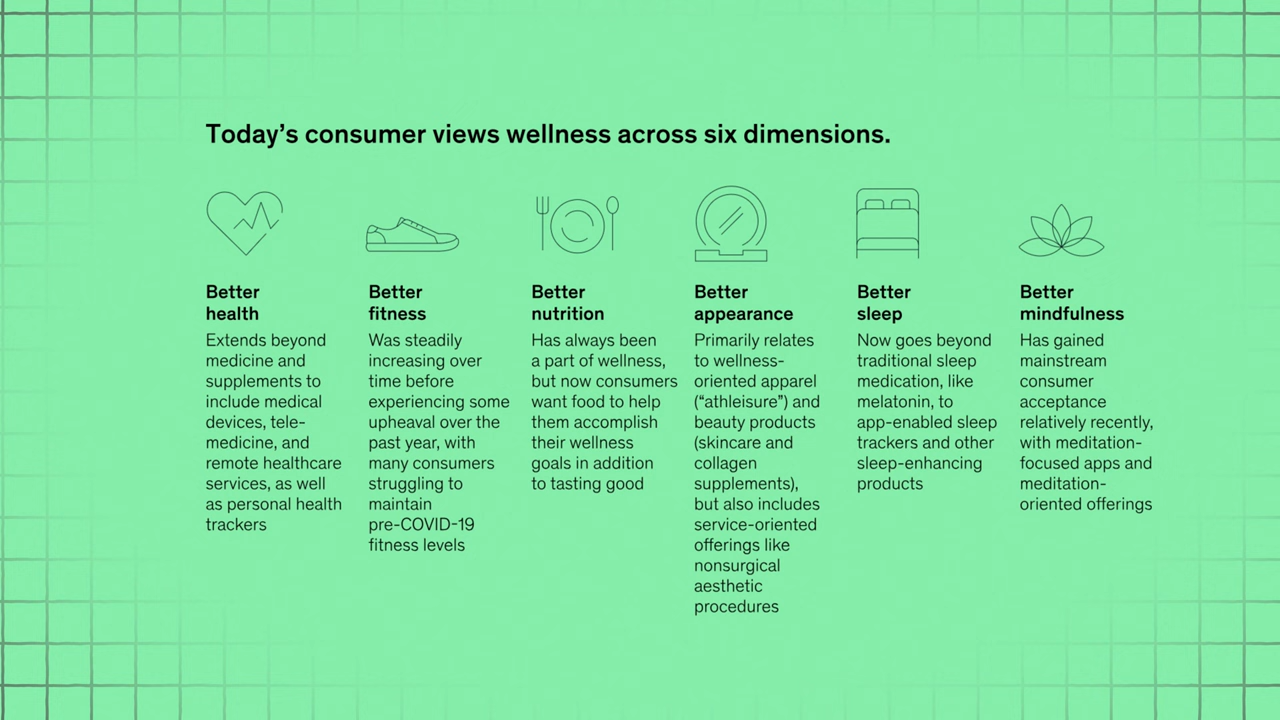 Today’s consumer views wellness across six dimensions.
Better
health
Extends beyond
medicine and
supplements to
include medical
devices, tele-
medicine, and
remote healthcare
services, as well
as personal health
trackers
Better
fitness
Was steadily
increasing over
time before
experiencing some
upheaval over the
past year, with
many consumers
struggling to
maintain
pre-COVID-19
fitness levels
Better
nutrition
Has always been
a part of wellness,
but now consumers
want food to help
them accomplish
their wellness
goals in addition
to tasting good
Better
appearance
Primarily relates
to wellness-
oriented apparel
(“athleisure”) and
beauty products
(skincare and
collagen
supplements),
but also includes
service-oriented
offerings like
nonsurgical
aesthetic
procedures
Better
sleep
Now goes beyond
traditional sleep
medication, like
melatonin, to
app-enabled sleep
trackers and other
sleep-enhancing
products
Better
mindfulness
Has gained
mainstream
consumer
acceptance
relatively recently,
with meditation-
focused apps and
meditation-
oriented offerings